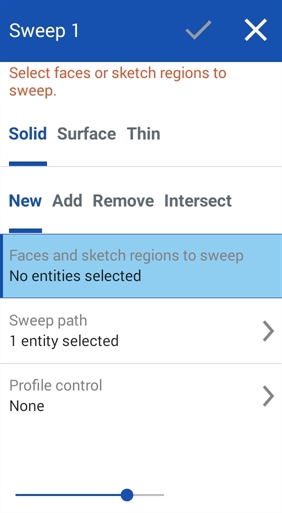 Sweep 1
Select faces or sketch regions to
sweep.
Solid Surface Thin
New Add Remove Intersect
Faces and sketch regions to sweep
No entities selected
Sweep path
1 entity selected
Profile control
None